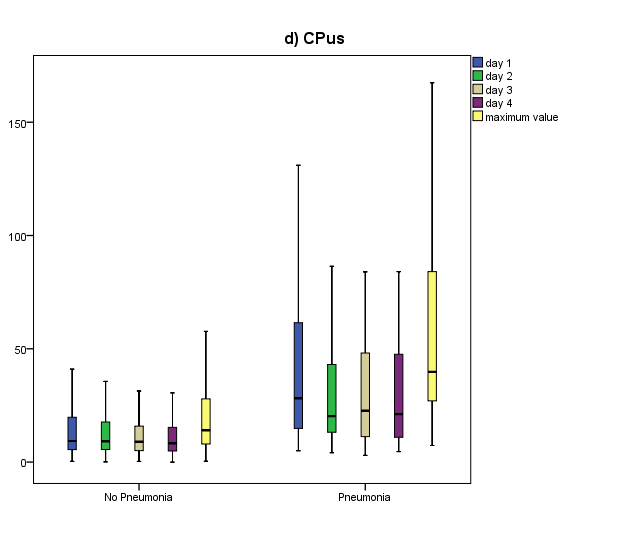 d) CPus
day 1
day 2
day 3
day 4
maximum value
150
100
50
0
No Pneumonia
Pneumonia